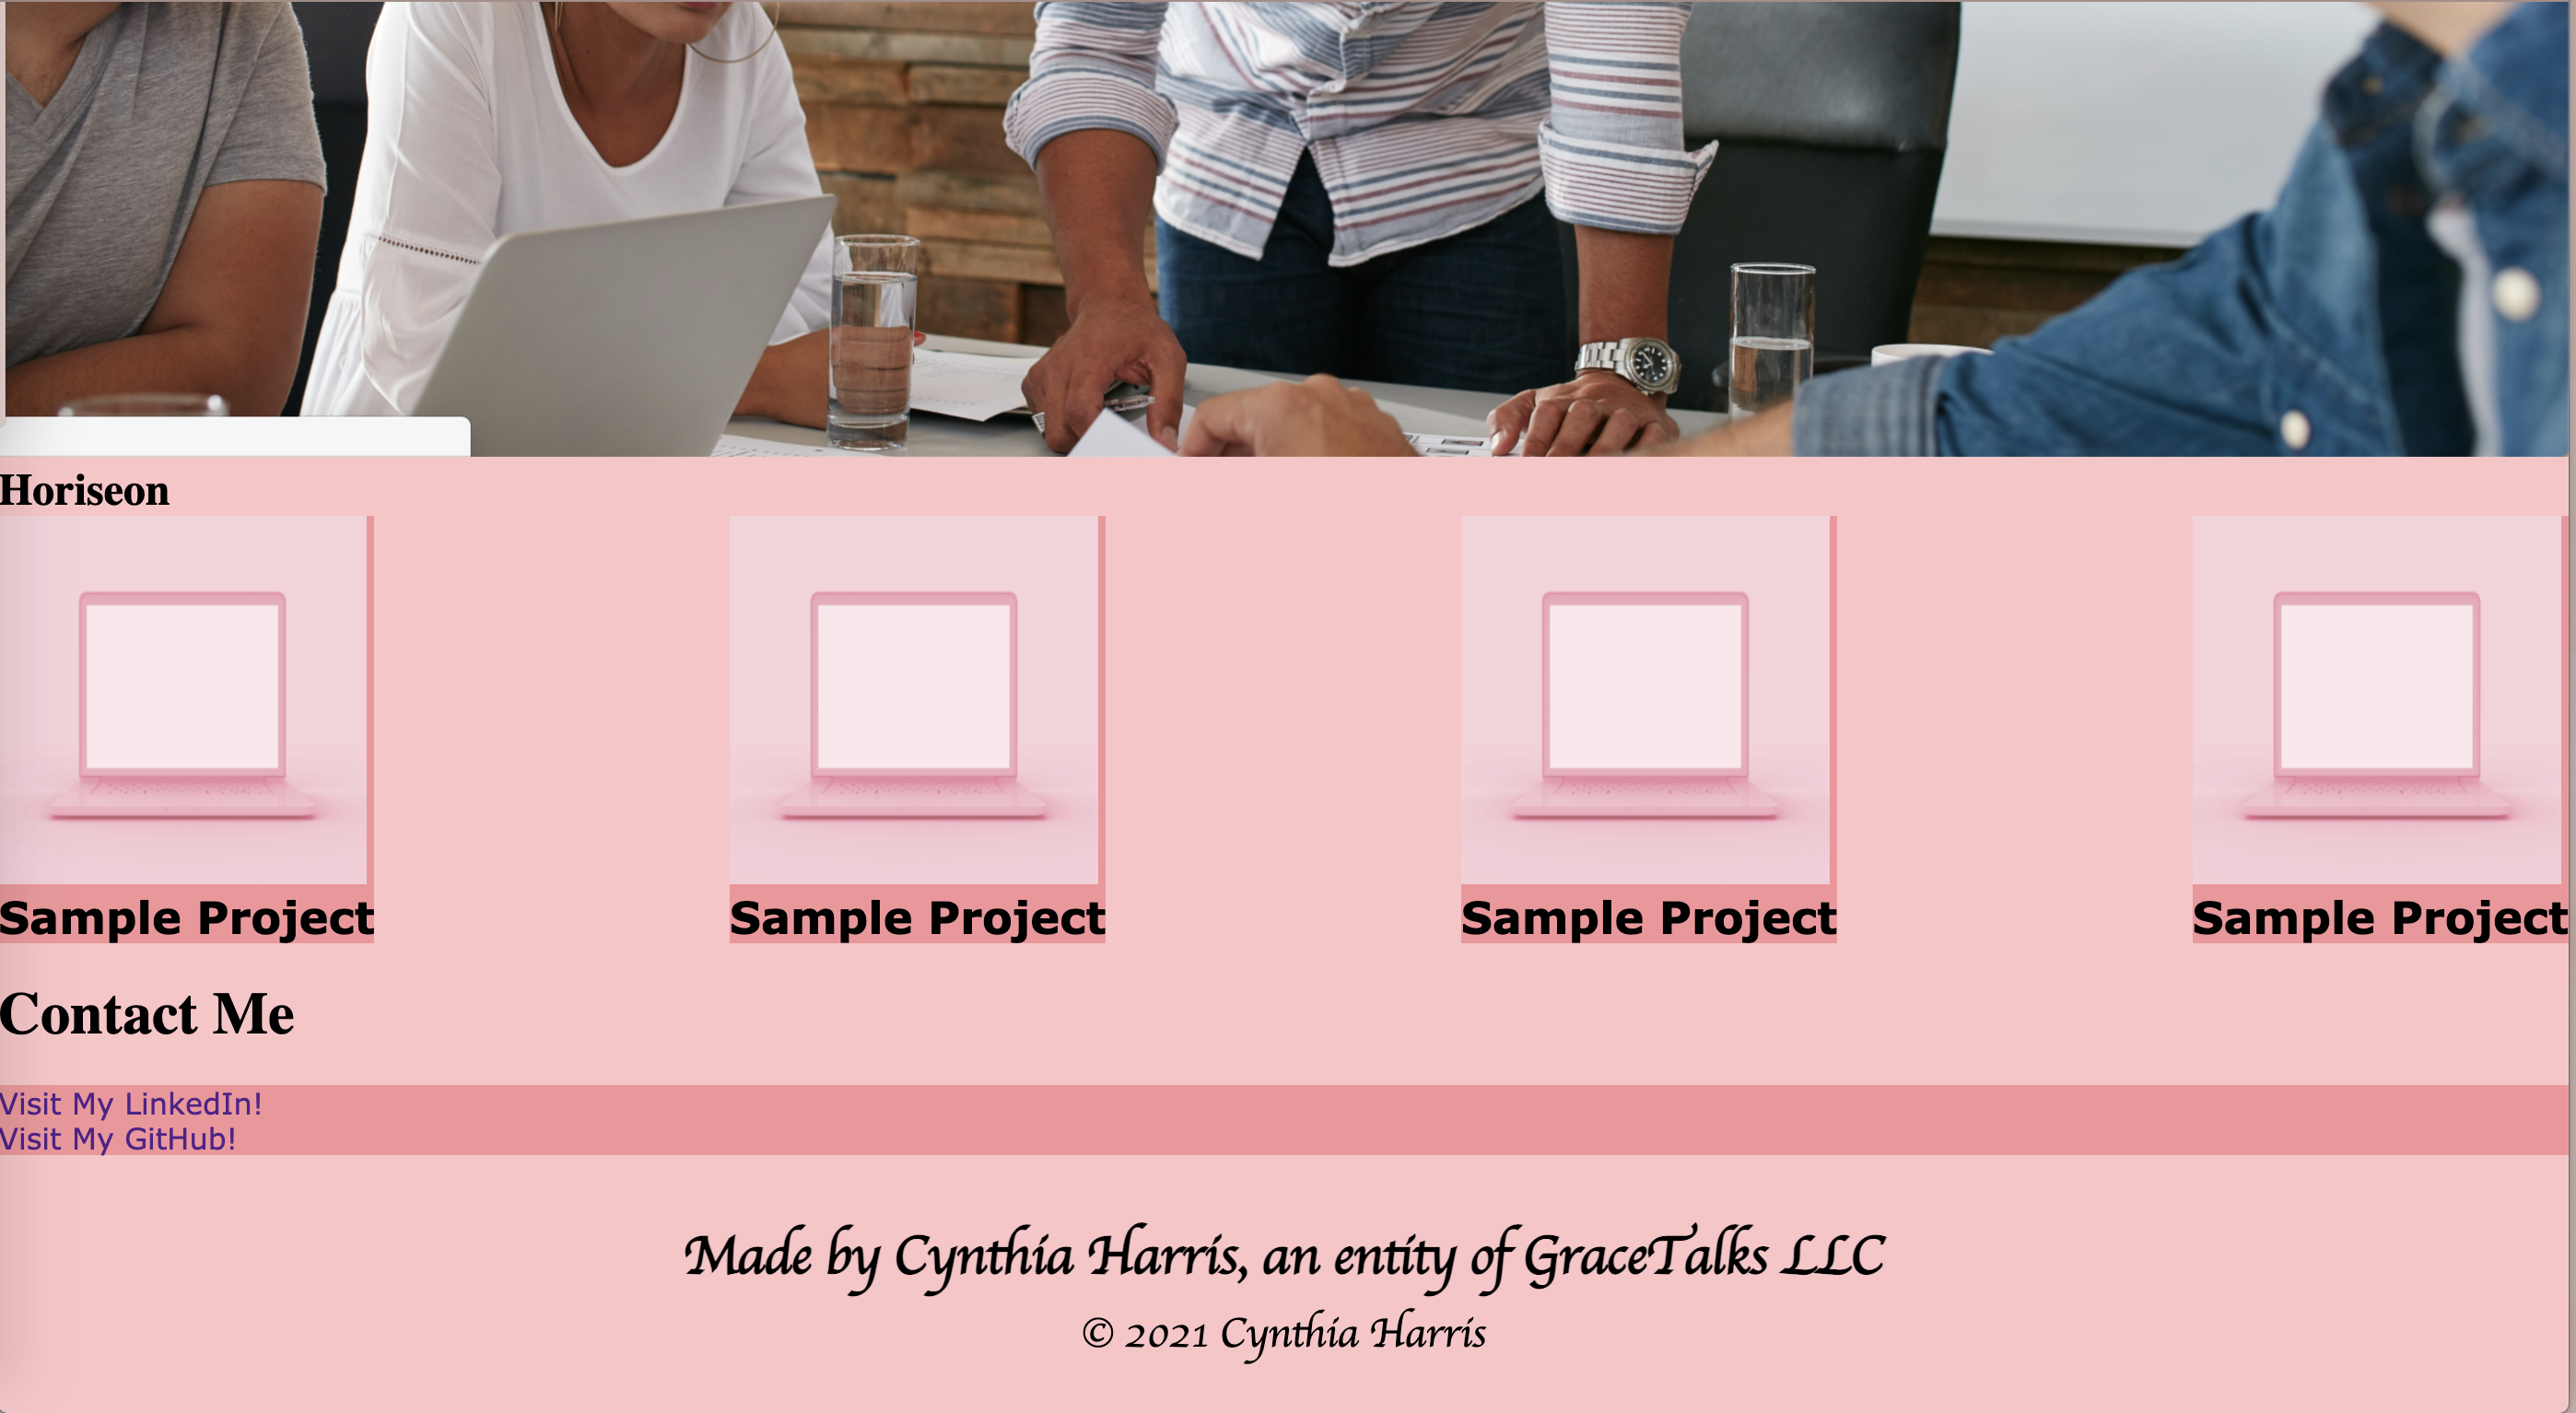 Horiseon
Sample Project Sample Project Sample Project Sample Project
Contact Me
Visit My LinkedIn!
Visit My GitHub!
Made by Cynthia Harris, an entity of GraceTalks LLC
© 2021 Cynthia Harris